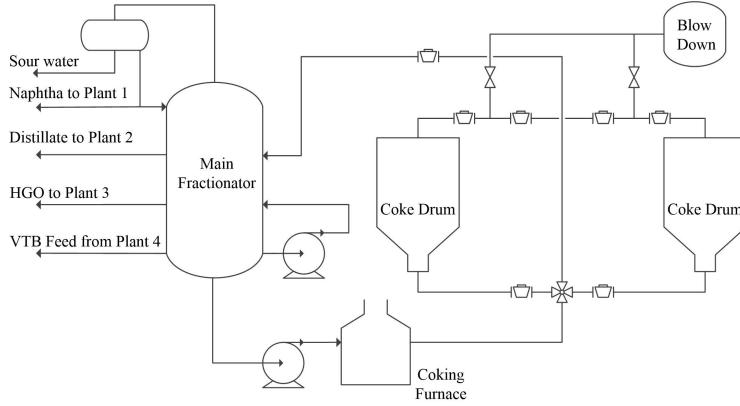 Blow
Down
Sour water
Naphtha to Plant 1
Distillate to Plant 2
Main
Fractionator
HGO to Plant 3
Coke Drum
Coke Drum
VTB Feed from Plant 4
Coking
Furnace